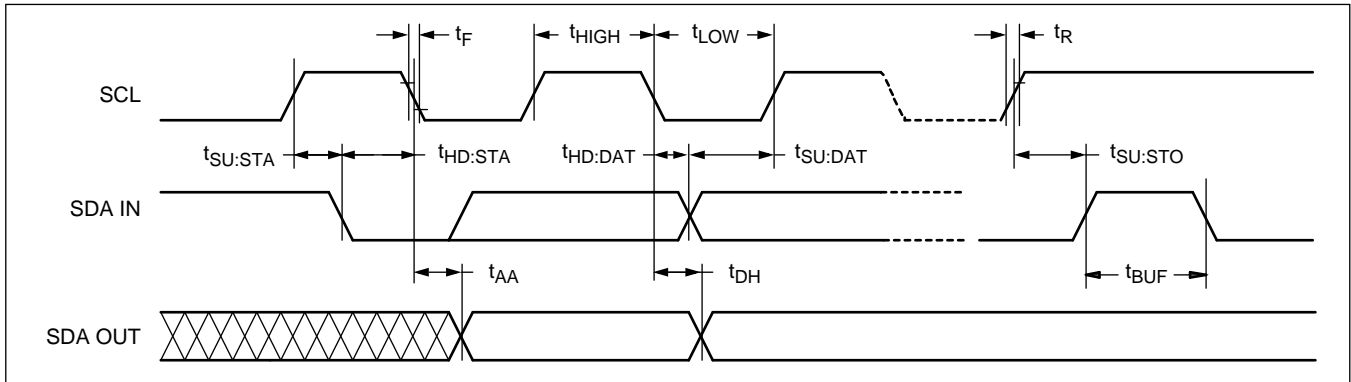 tF
tHIGH
tLOW
tR
SCL
tSU:STA
tHD:STA
tHD:DAT
tSU:DAT
tSU:STO
SDA IN
tAA
tDH
tBUF
SDA OUT